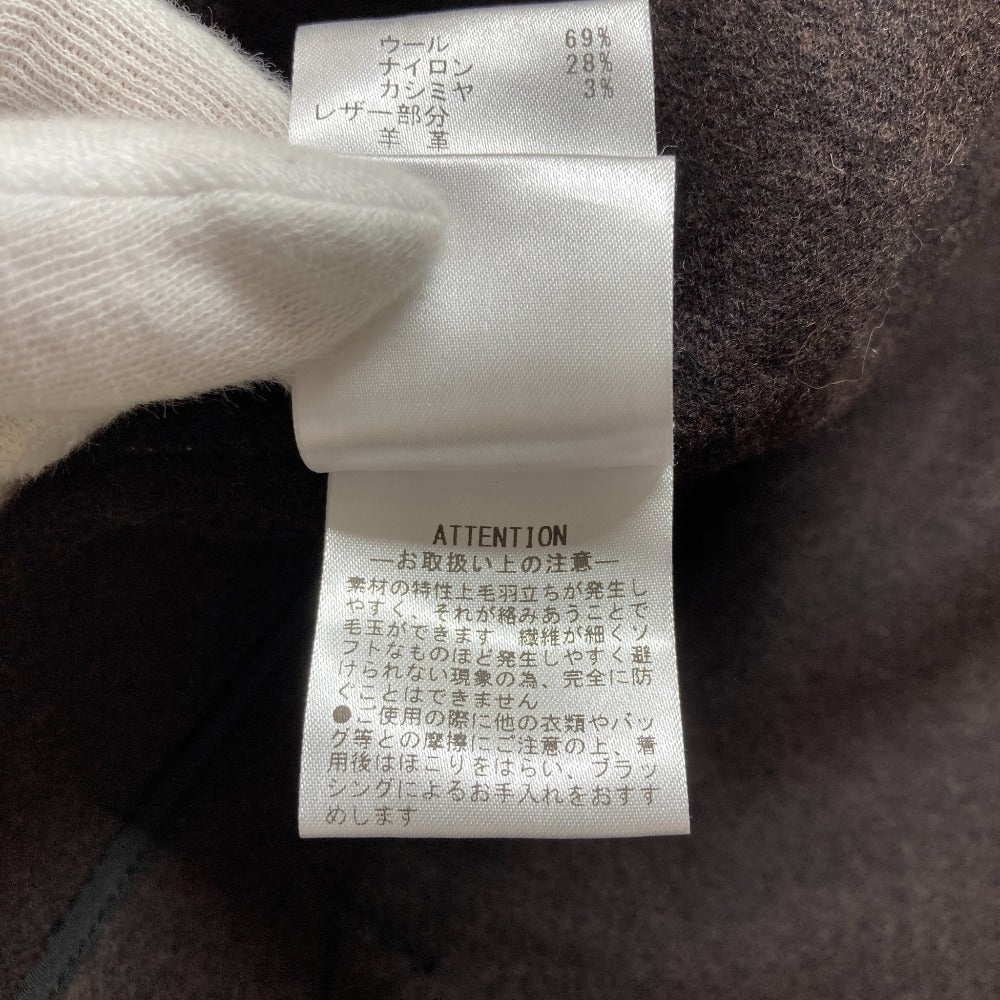 ウール 69%
ナイロン 28%
カシミヤ 3%
レザー部分
羊 革
ATTENTION
―お取扱い上の注意―
素材の特性上毛羽立ちが発生し
やすく、それが絡みあうことで
毛玉ができます 繊維が細くソ
フトなものほど発生しやすく避
けられない現象の為、完全に防
ぐことはできません
●ご使用の際に他の衣類やバッ
グ等との摩擦にご注意の上、着
用後はほこりをはらい、ブラッ
シングによるお手入れをおすす
めします